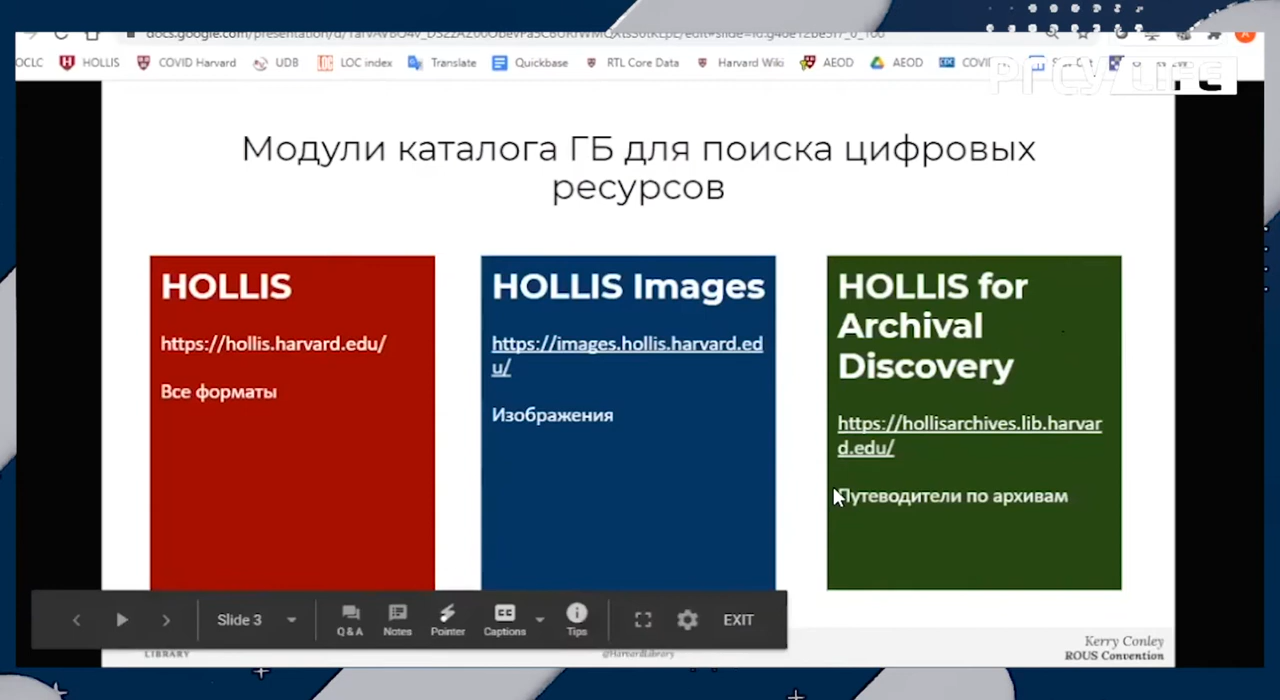 OCLC HOLLIS COVID Harvard UDB LOC index Translate Quickbase RTL Core Data Harvard Wiki AEOD AEOD
РГСУ/LIFE
Модули каталога ГБ для поиска цифровых
ресурсов
HOLLIS
https://hollis.harvard.edu/
Все форматы
HOLLIS Images
https://images.hollis.harvard.ed
u/
Изображения
HOLLIS for
Archival
Discovery
https://hollisarchives.lib.harvar
d.edu/
Путеводители по архивам
Slide 3 Q & A Notes Pointer Captions Tips EXIT
LIBRARY
@HarvardLibrary
Kerry Conley
ROUS Convention